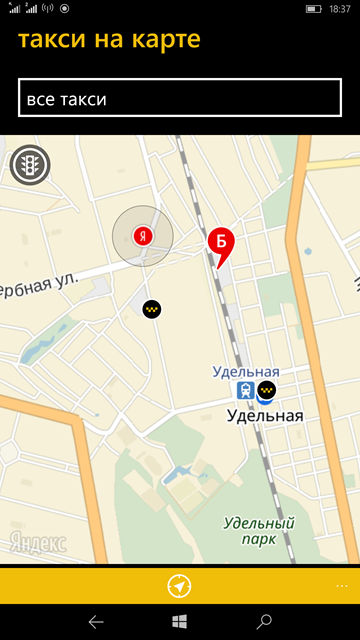 18:37
такси на карте
все такси
Я
Б
ербная ул.
Удельная
Удельная
Удельный
парк
Яндекс
...